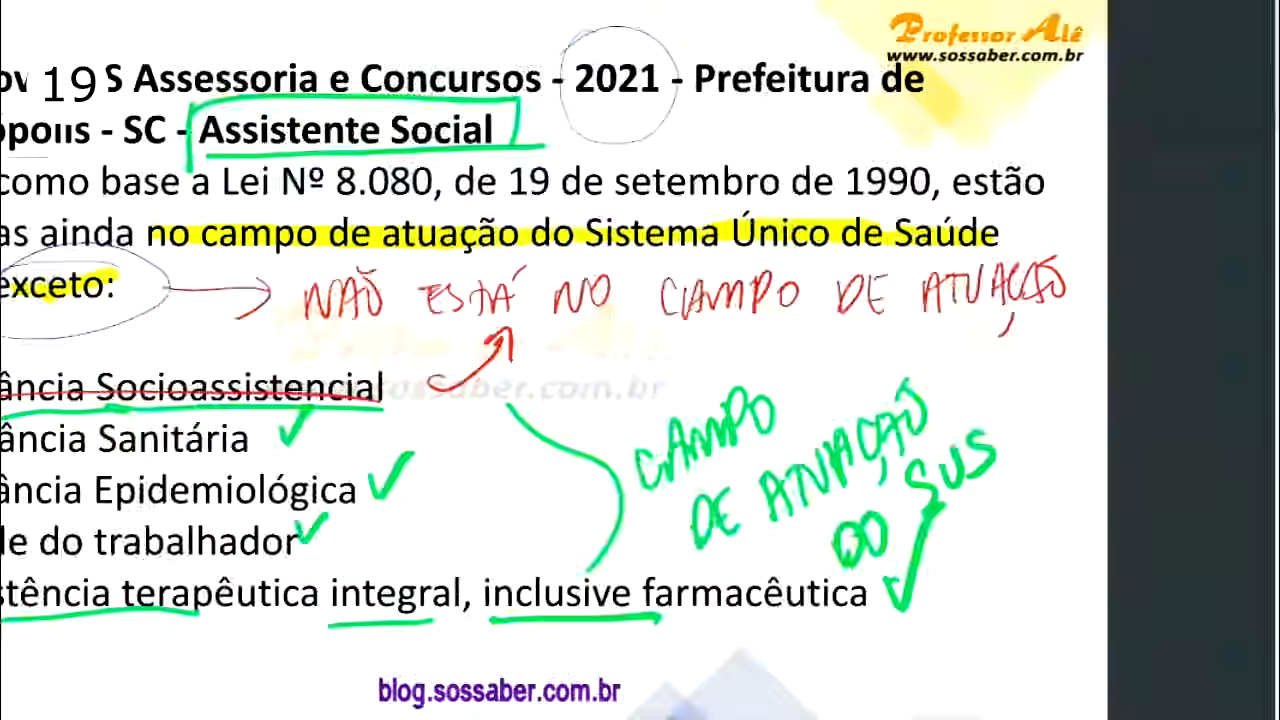 Professor Alê
www.sossaber.com.br
19 S Assessoria e Concursos - 2021 - Prefeitura de
ópolis - SC - Assistente Social
como base a Lei Nº 8.080, de 19 de setembro de 1990, estão
as ainda no campo de atuação do Sistema Único de Saúde
exceto:
NÃO ESTÁ NO CAMPO DE ATUAÇÃO
ância Socioassistencial
ância Sanitária
ância Epidemiológica
de do trabalhador
stência terapêutica integral, inclusive farmacêutica
CAMPO
DE ATUAÇÃO
DO SUS
blog.sossaber.com.br